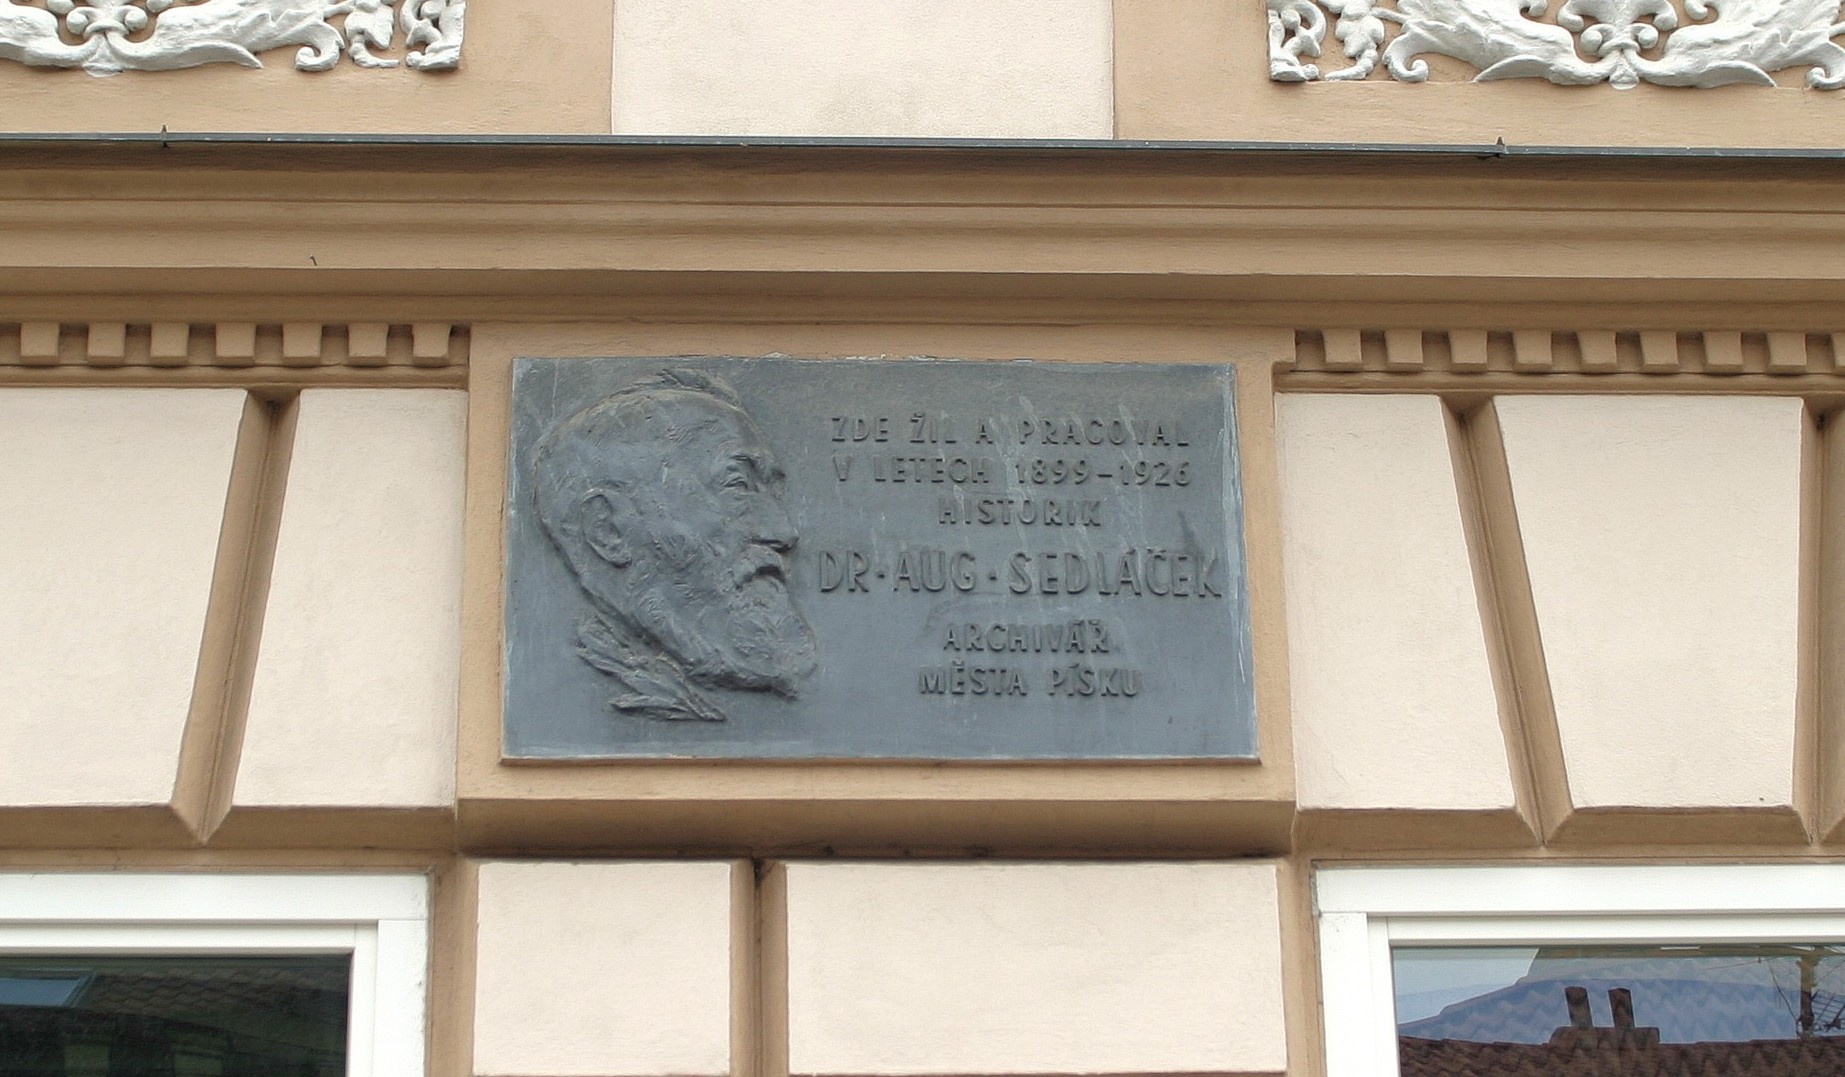 ZDE ŽIL A PRACOVAL
V LETECH 1899-1926
HISTORIK
DR·AUG·SEDLÁČEK
ARCHIVÁŘ
MĚSTA PÍSKU